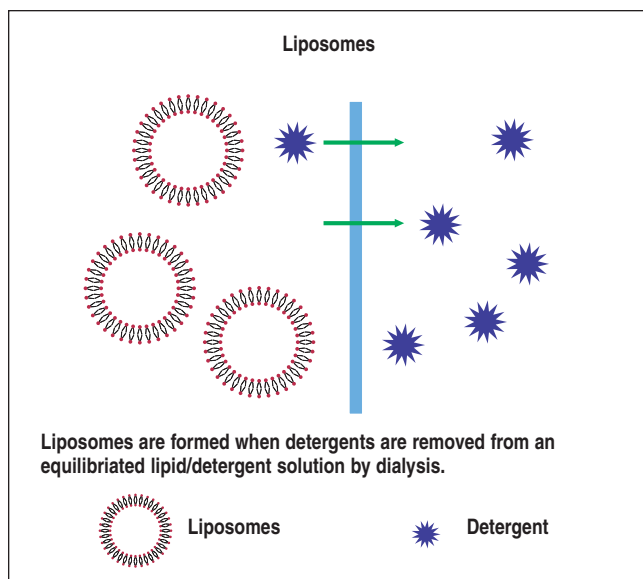 Liposomes
Liposomes are formed when detergents are removed from an
equilibriated lipid/detergent solution by dialysis.
Liposomes
Detergent